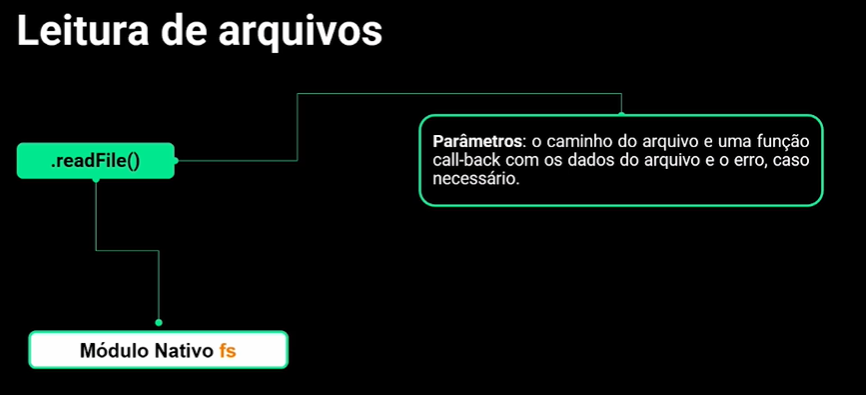 Leitura de arquivos
.readFile()
Parâmetros: o caminho do arquivo e uma função
call-back com os dados do arquivo e o erro, caso
necessário.
Módulo Nativo fs